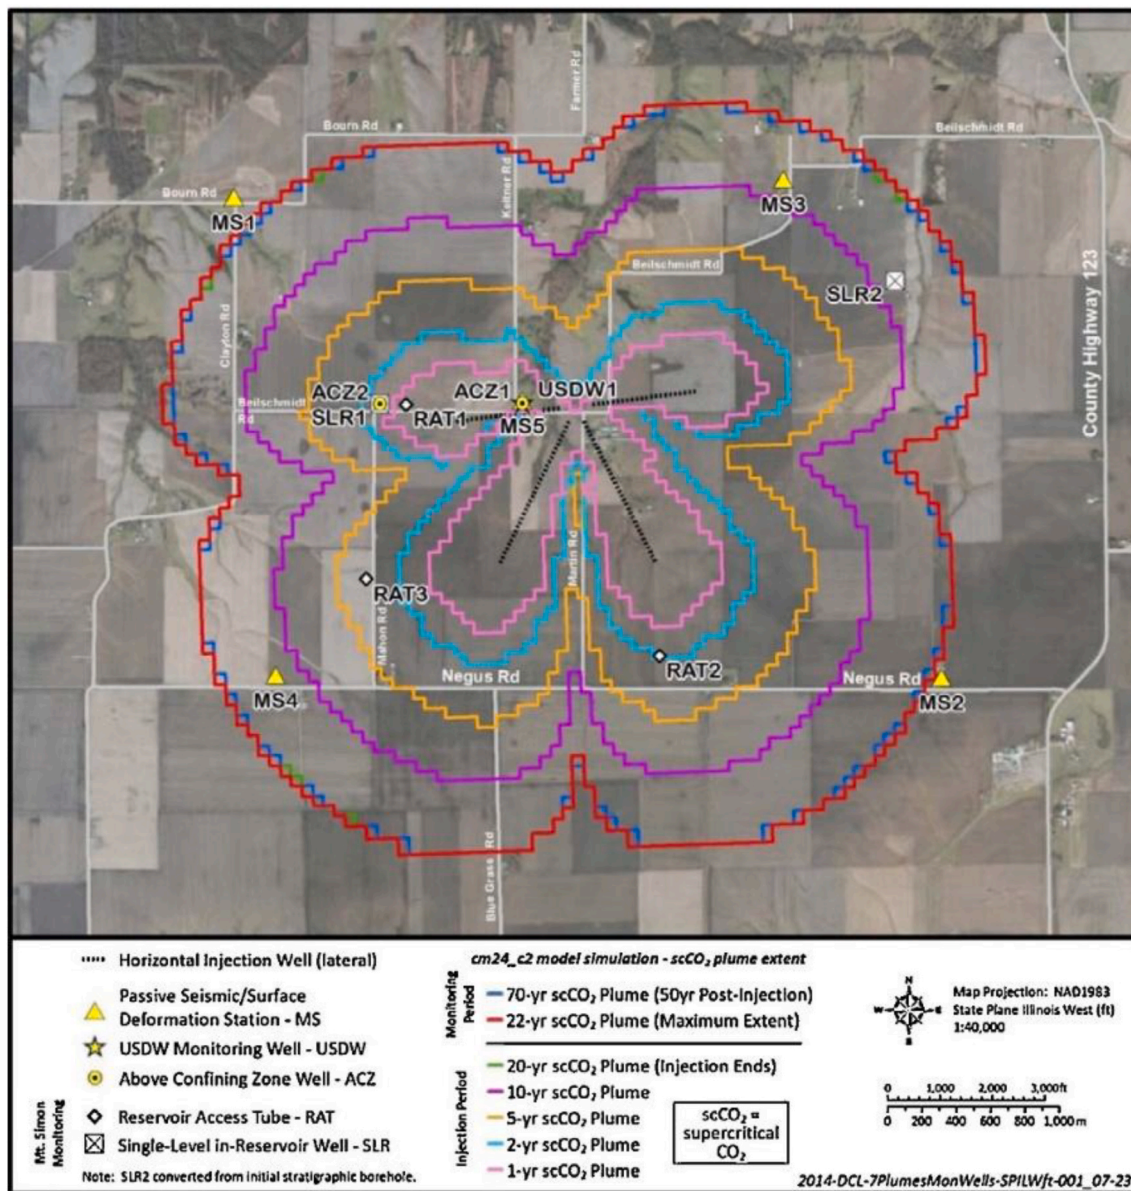 Farmer Rd
Bourn Rd
Beilschmidt Rd
Bourn Rd
MS1
Keltner Rd
MS3
Beilschmidt Rd
SLR2
County Highway 123
Clayton Rd
ACZ2
SLR1
ACZ1
USDW1
Beilschmidt
Rd
RAT1
MS5
Martin Rd
RAT3
Mahon Rd
RAT2
Negus Rd
Negus Rd
MS4
MS2
Blue Grass Rd
Horizontal Injection Well (lateral)
Passive Seismic/Surface
Deformation Station - MS
USDW Monitoring Well - USDW
Above Confining Zone Well - ACZ
Mt. Simon
Monitoring
Reservoir Access Tube - RAT
Single-Level in-Reservoir Well - SLR
Note: SLR2 converted from initial stratigraphic borehole.
cm24_c2 model simulation - scCO₂ plume extent
Monitoring
Period
70-yr scCO₂ Plume (50yr Post-Injection)
22-yr scCO₂ Plume (Maximum Extent)
Injection Period
20-yr scCO₂ Plume (Injection Ends)
10-yr scCO₂ Plume
5-yr scCO₂ Plume
2-yr scCO₂ Plume
1-yr scCO₂ Plume
scCO₂ =
supercritical
CO₂
N
W E
S
Map Projection: NAD1983
State Plane Illinois West (ft)
1:40,000
0 1,000 2,000 3,000ft
0 200 400 600 800 1,000m
2014-DCL-7PlumesMonWells-SPILWft-001_07-23